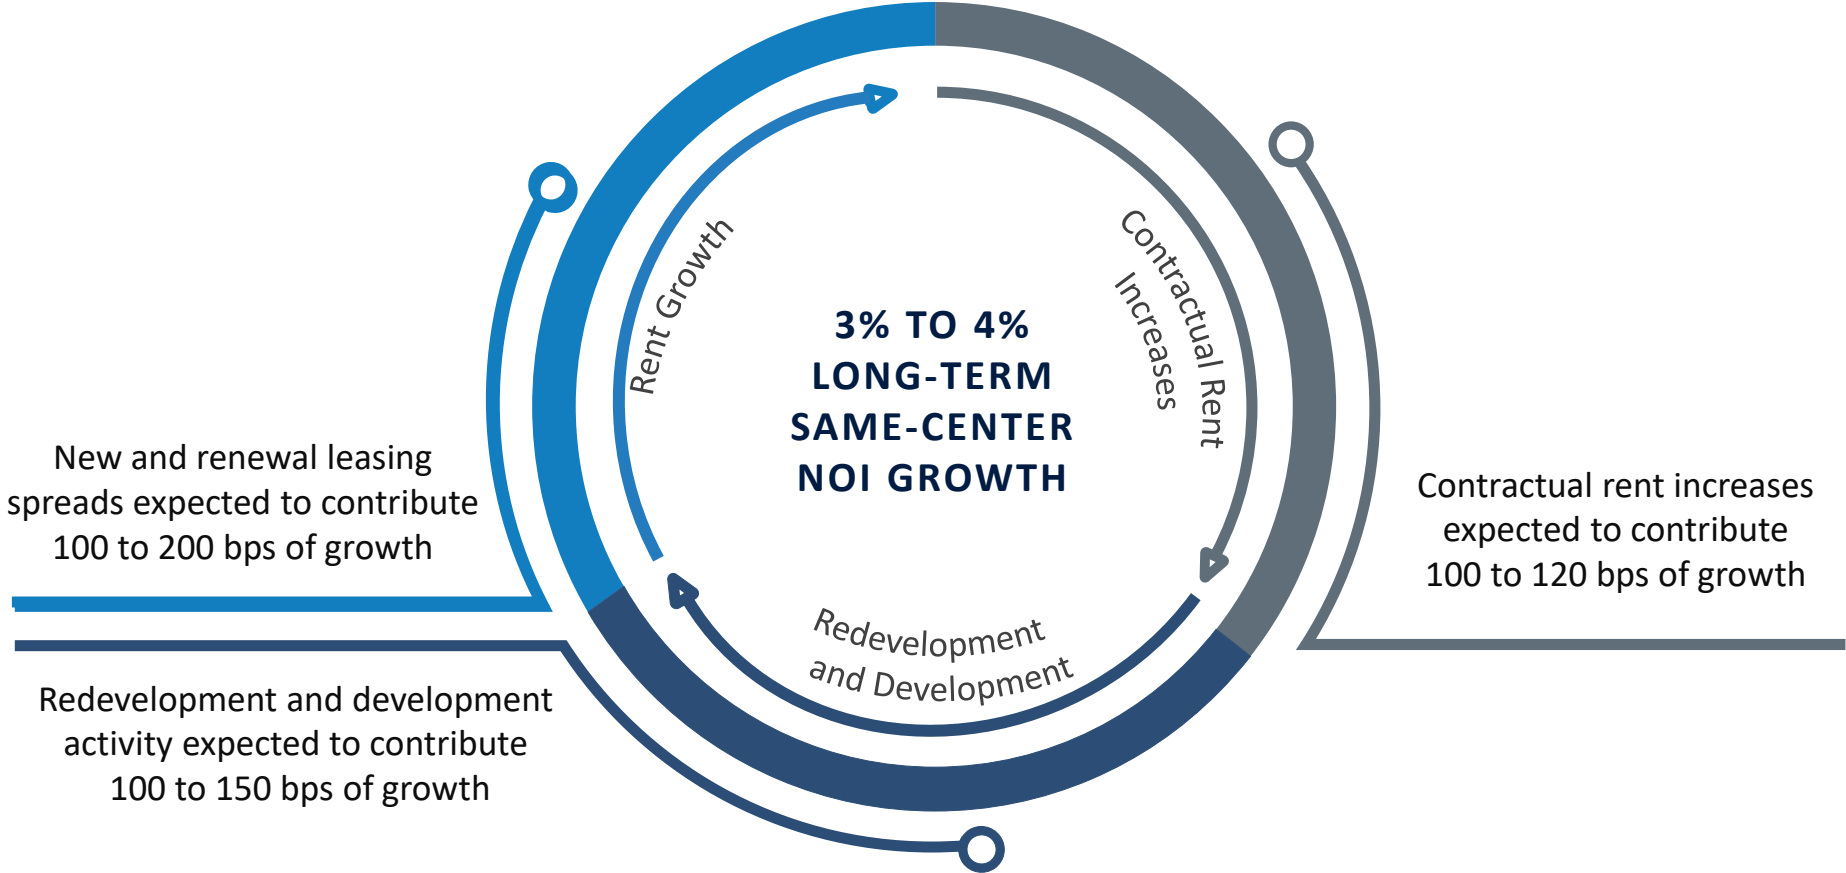 Rent Growth
Contractual Rent
Increases
3% TO 4%
LONG-TERM
SAME-CENTER
NOI GROWTH
Redevelopment
and Development
New and renewal leasing
spreads expected to contribute
100 to 200 bps of growth
Redevelopment and development
activity expected to contribute
100 to 150 bps of growth
Contractual rent increases
expected to contribute
100 to 120 bps of growth